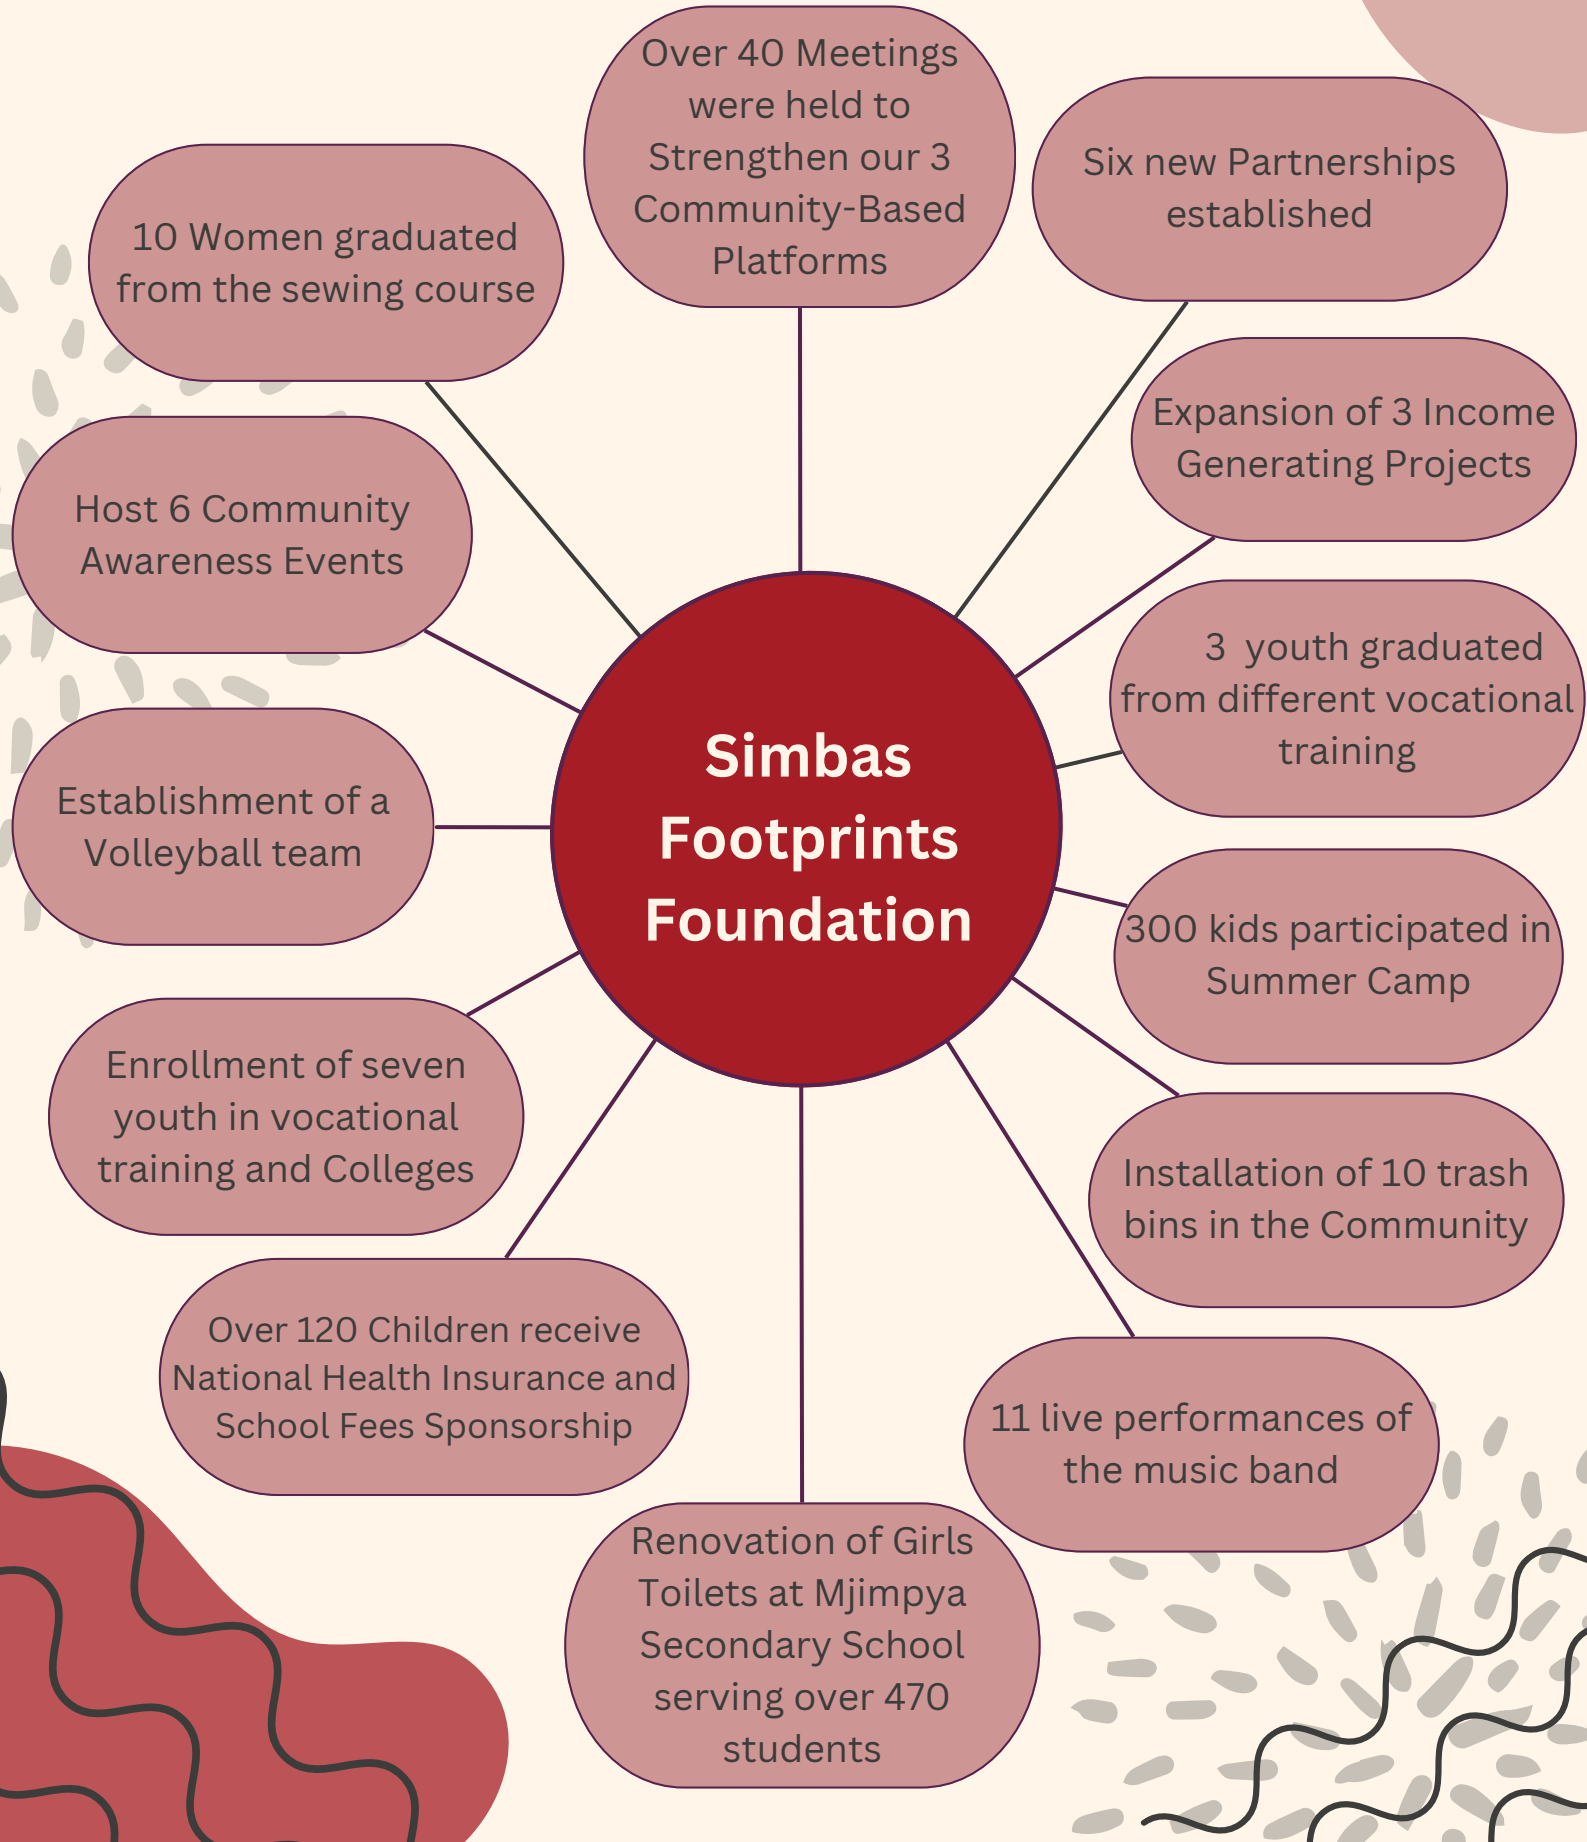 Over 40 Meetings
were held to
Strengthen our 3
Community-Based
Platforms
Six new Partnerships
established
10 Women graduated
from the sewing course
Expansion of 3 Income
Generating Projects
Host 6 Community
Awareness Events
3 youth graduated
from different vocational
training
Simbas
Footprints
Foundation
Establishment of a
Volleyball team
300 kids participated in
Summer Camp
Enrollment of seven
youth in vocational
training and Colleges
Installation of 10 trash
bins in the Community
Over 120 Children receive
National Health Insurance and
School Fees Sponsorship
11 live performances of
the music band
Renovation of Girls
Toilets at Mjimpya
Secondary School
serving over 470
students